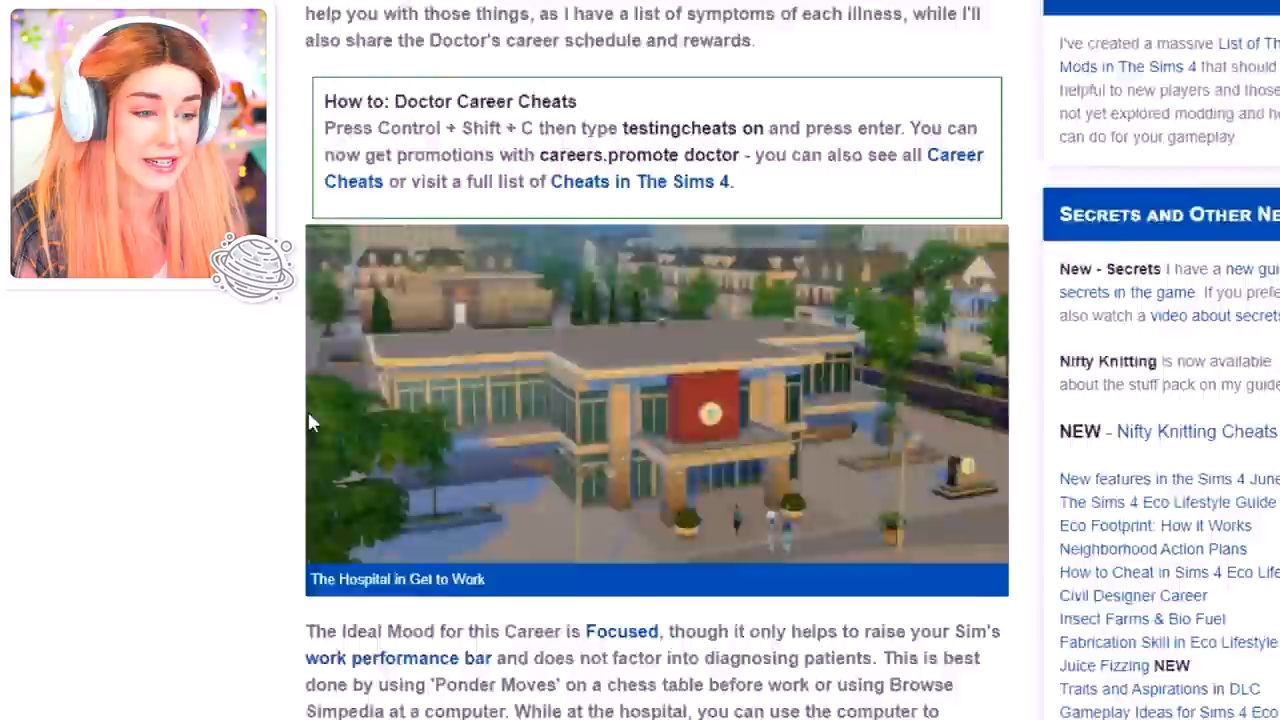 help you with those things, as I have a list of symptoms of each illness, while I'll
also share the Doctor's career schedule and rewards.
How to: Doctor Career Cheats
Press Control + Shift + C then type testingcheats on and press enter. You can
now get promotions with careers.promote doctor - you can also see all Career
Cheats or visit a full list of Cheats in The Sims 4.
The Hospital in Get to Work
The Ideal Mood for this Career is Focused, though it only helps to raise your Sim's
work performance bar and does not factor into diagnosing patients. This is best
done by using 'Ponder Moves' on a chess table before work or using Browse
Simpedia at a computer. While at the hospital, you can use the computer to
I've created a massive List of Th
Mods in The Sims 4 that should
helpful to new players and those
not yet explored modding and h
can do for your gameplay
SECRETS AND OTHER NE
New - Secrets I have a new gui
secrets in the game. If you prefe
also watch a video about secrets
Nifty Knitting is now available
about the stuff pack on my guide
NEW - Nifty Knitting Cheats
New features in the Sims 4 June
The Sims 4 Eco Lifestyle Guide
Eco Footprint: How it Works
Neighborhood Action Plans
How to Cheat in Sims 4 Eco Life
Civil Designer Career
Insect Farms & Bio Fuel
Fabrication Skill in Eco Lifestyle
Juice Fizzing NEW
Traits and Aspirations in DLC
Gameplay Ideas for Sims 4 Eco